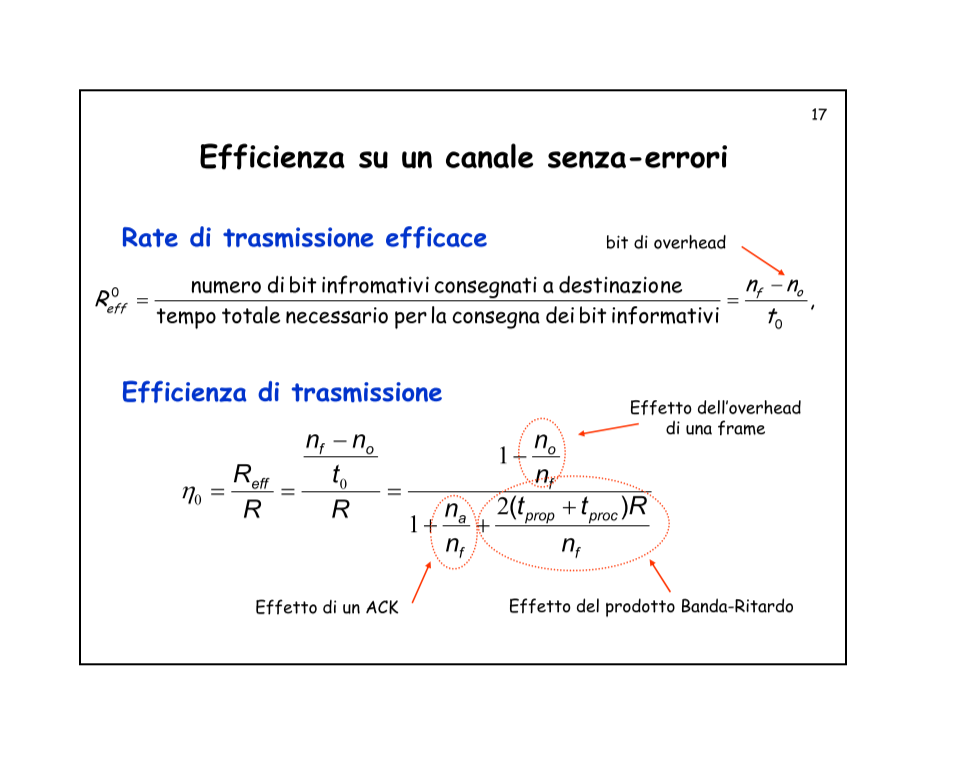 17
Efficienza su un canale senza-errori
Rate di trasmissione efficace
bit di overhead
R⁰eff = numero di bit infromativi consegnati a destinazione / tempo totale necessario per la consegna dei bit informativi = nf − no / t0 ,
Efficienza di trasmissione
Effetto dell'overhead
di una frame
η0 = Reff / R = ((nf − no) / t0) / R = (1 − no / nf) / (1 + na / nf + 2(tprop + tproc)R / nf)
Effetto di un ACK
Effetto del prodotto Banda-Ritardo